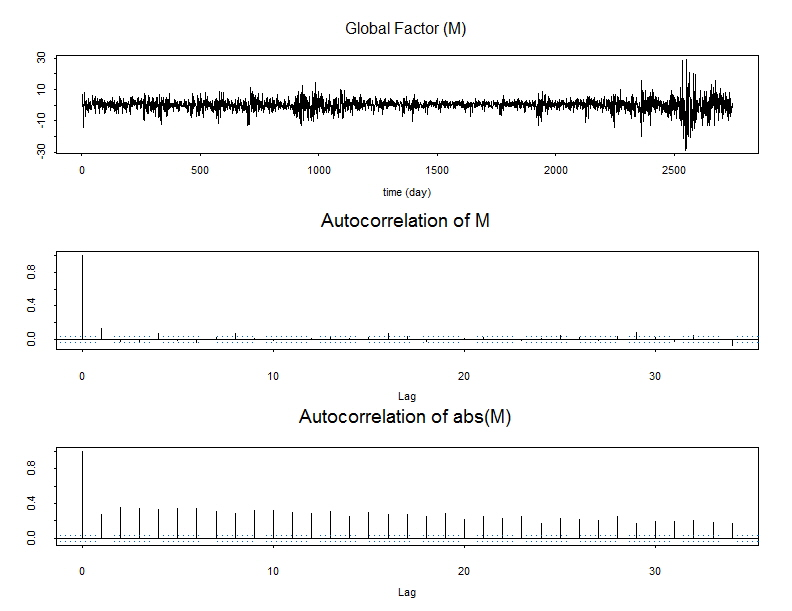 Global Factor (M)
30
10
-10
-30
0 500 1000 1500 2000 2500
time (day)
Autocorrelation of M
0.8
0.4
0.0
0 10 20 30
Lag
Autocorrelation of abs(M)
0.8
0.4
0.0
0 10 20 30
Lag